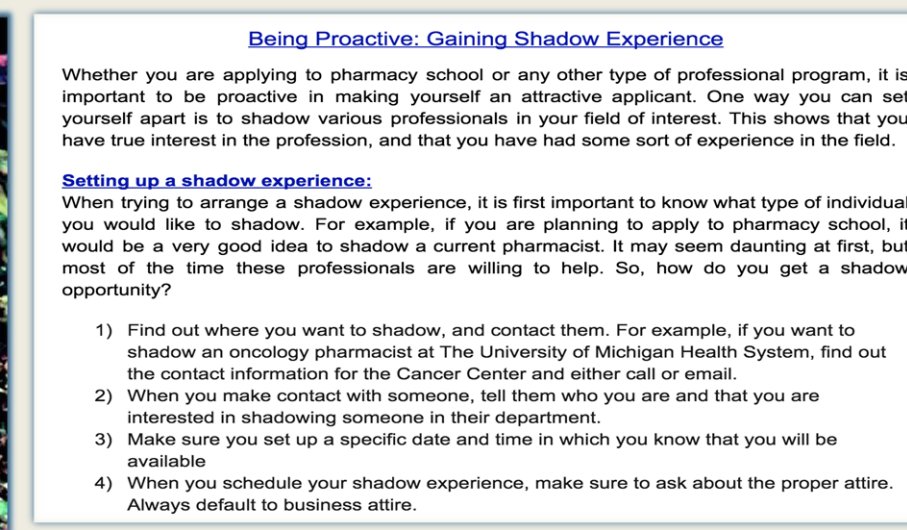 Being Proactive: Gaining Shadow Experience
Whether you are applying to pharmacy school or any other type of professional program, it is
important to be proactive in making yourself an attractive applicant. One way you can set
yourself apart is to shadow various professionals in your field of interest. This shows that you
have true interest in the profession, and that you have had some sort of experience in the field.
Setting up a shadow experience:
When trying to arrange a shadow experience, it is first important to know what type of individual
you would like to shadow. For example, if you are planning to apply to pharmacy school, it
would be a very good idea to shadow a current pharmacist. It may seem daunting at first, but
most of the time these professionals are willing to help. So, how do you get a shadow
opportunity?
1) Find out where you want to shadow, and contact them. For example, if you want to
shadow an oncology pharmacist at The University of Michigan Health System, find out
the contact information for the Cancer Center and either call or email.
2) When you make contact with someone, tell them who you are and that you are
interested in shadowing someone in their department.
3) Make sure you set up a specific date and time in which you know that you will be
available
4) When you schedule your shadow experience, make sure to ask about the proper attire.
Always default to business attire.